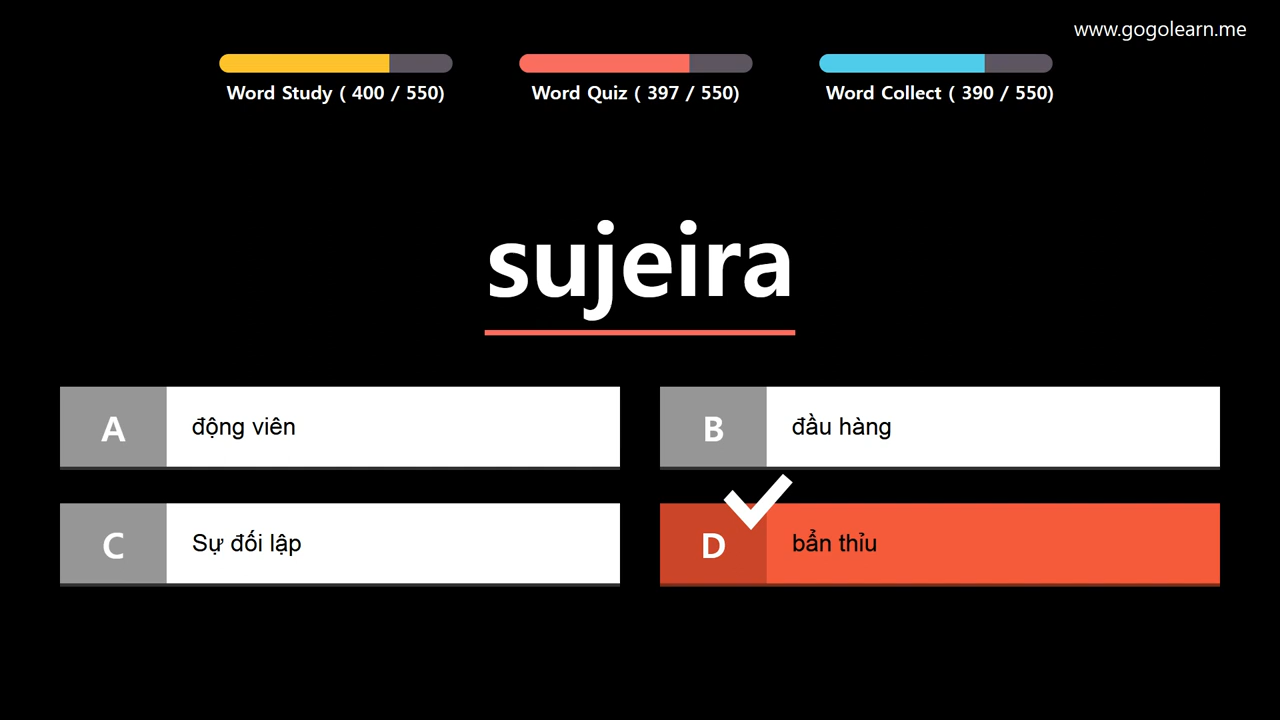 www.gogolearn.me
Word Study ( 400 / 550)
Word Quiz ( 397 / 550)
Word Collect ( 390 / 550)
sujeira
A động viên
B đầu hàng
C Sự đối lập
D bẩn thỉu